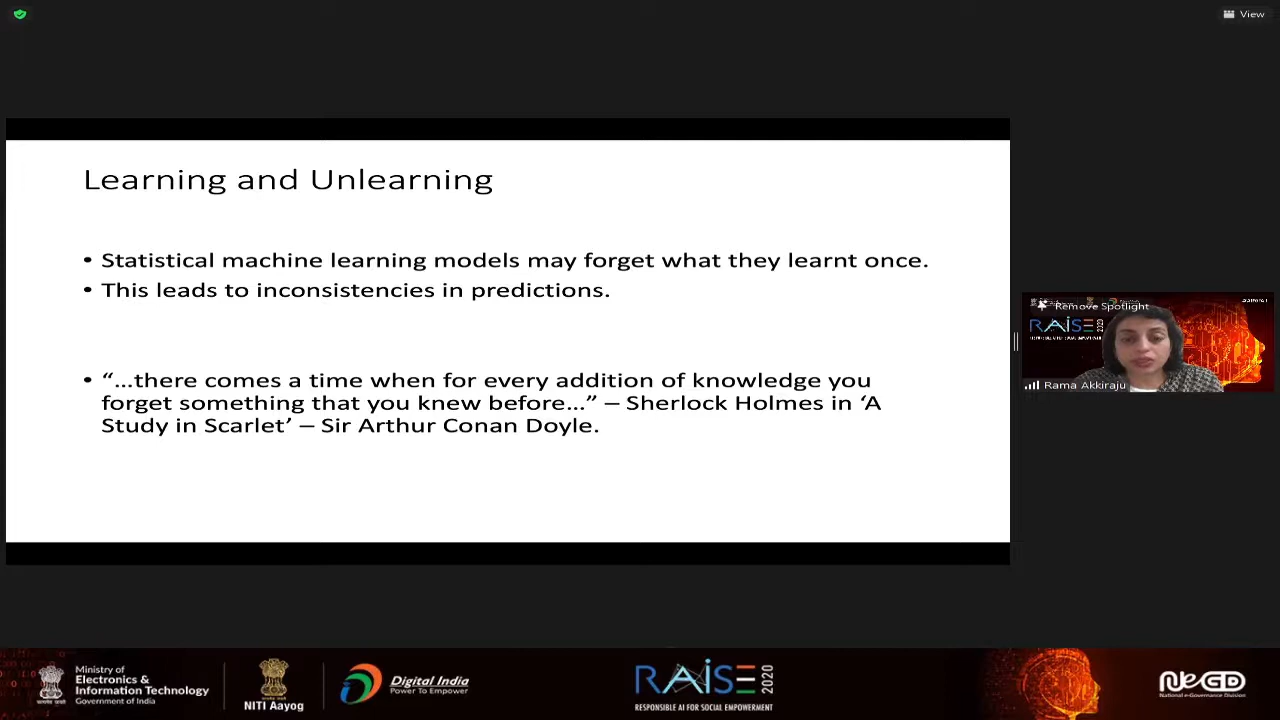 View
Learning and Unlearning
• Statistical machine learning models may forget what they learnt once.
• This leads to inconsistencies in predictions.
• “...there comes a time when for every addition of knowledge you
forget something that you knew before...” – Sherlock Holmes in ‘A
Study in Scarlet’ – Sir Arthur Conan Doyle.
Remove Spotlight
RAISE 2020
Rama Akkiraju
Ministry of
Electronics &
Information Technology
Government of India
NITI Aayog
Digital India
Power To Empower
RAISE 2020
RESPONSIBLE AI FOR SOCIAL EMPOWERMENT
NeGD
National e-Governance Division